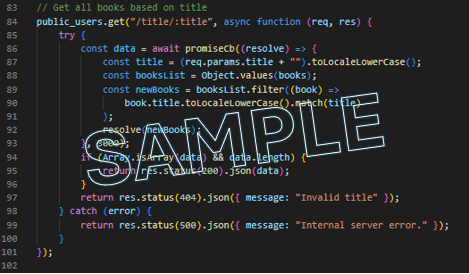 83 // Get all books based on title
84 public_users.get("/title/:title", async function (req, res) {
85 try {
86 const data = await promiseCb((resolve) => {
87 const title = (req.params.title + "").toLocaleLowerCase();
88 const booksList = Object.values(books);
89 const newBooks = booksList.filter((book) =>
90 book.title.toLocaleLowerCase().match(title)
91 );
92 resolve(newBooks);
93 }, 3000);
94 if (Array.isArray(data) && data.length) {
95 return res.status(200).json(data);
96 }
97 return res.status(404).json({ message: "Invalid title" });
98 } catch (error) {
99 return res.status(500).json({ message: "Internal server error." });
100 }
101 });
102
SAMPLE